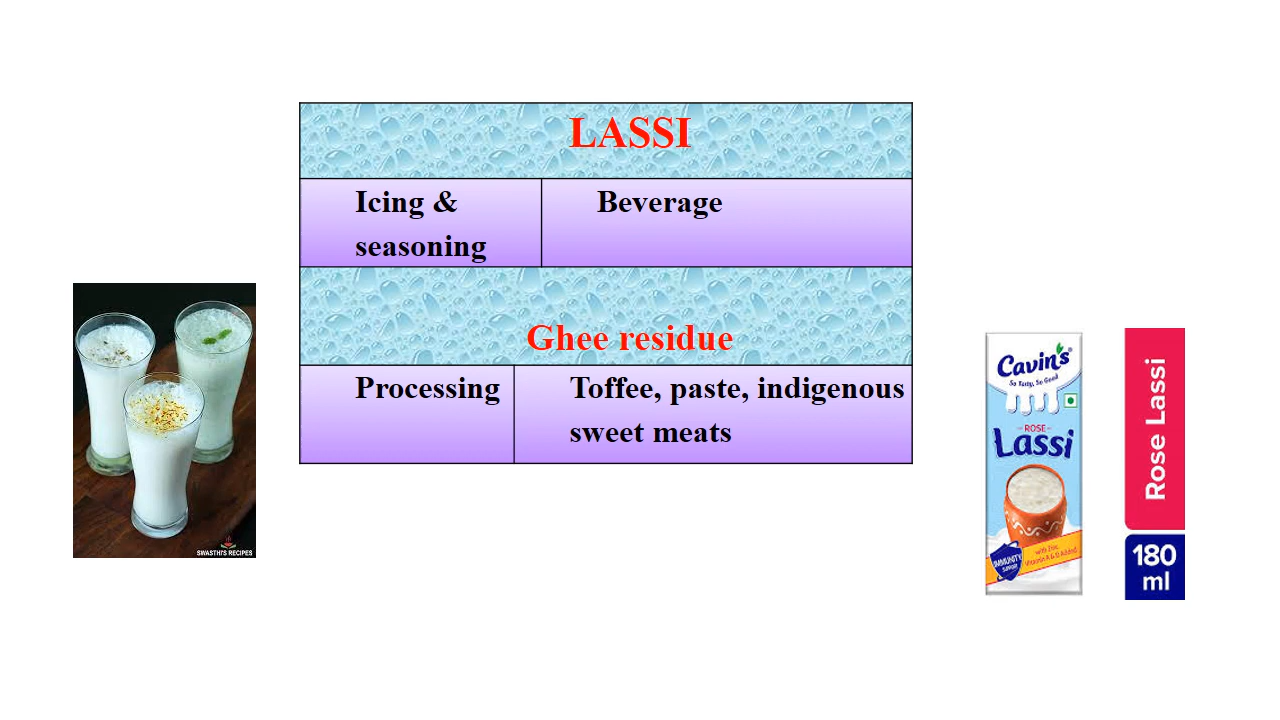 LASSI
Icing &
seasoning
Beverage
Ghee residue
Processing
Toffee, paste, indigenous
sweet meats
SWASTHI'S RECIPES
Cavin's
So Tasty, So Good
ROSE
Lassi
IMMUNITY
Rose Lassi
180
ml